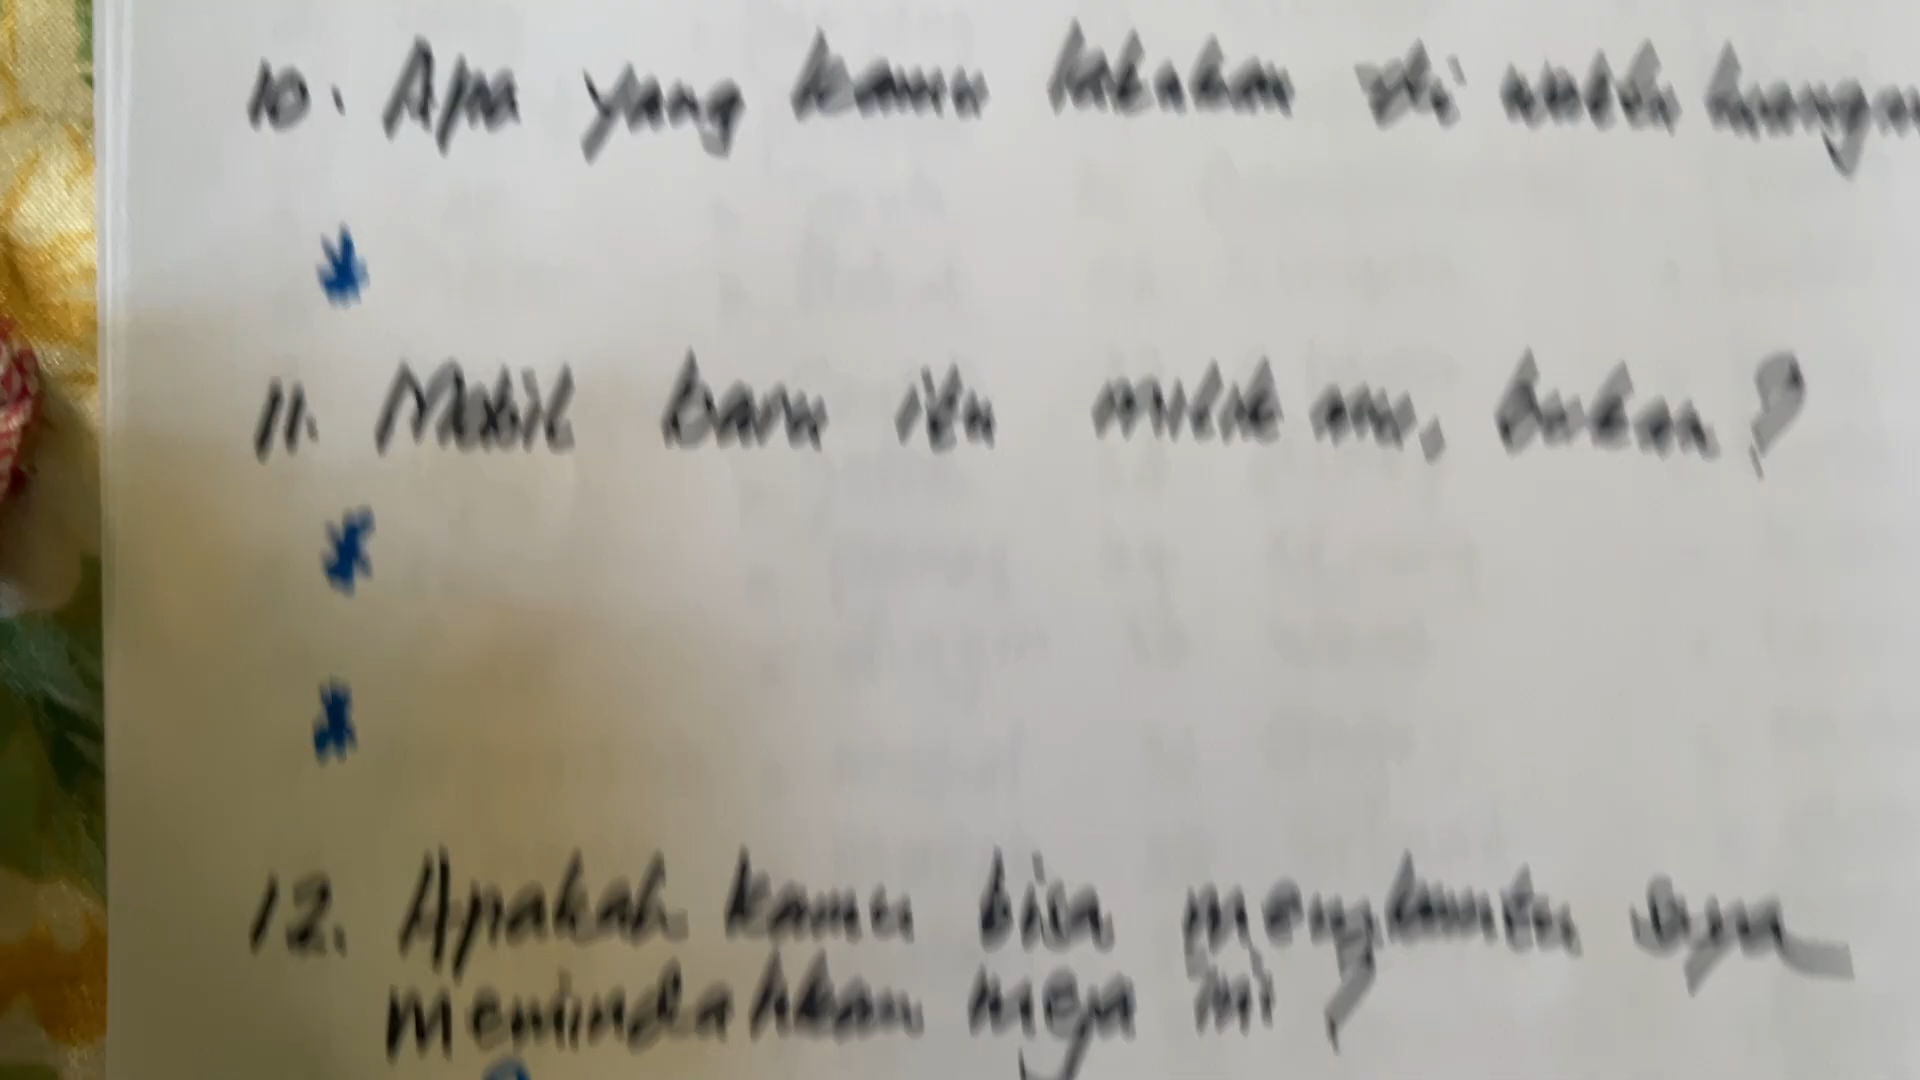 10. Apa yang kamu lakukan di
11. Mobil baru itu milik mu, bukan?
12. Apakah kamu bisa saya
memindahkan meja ini?